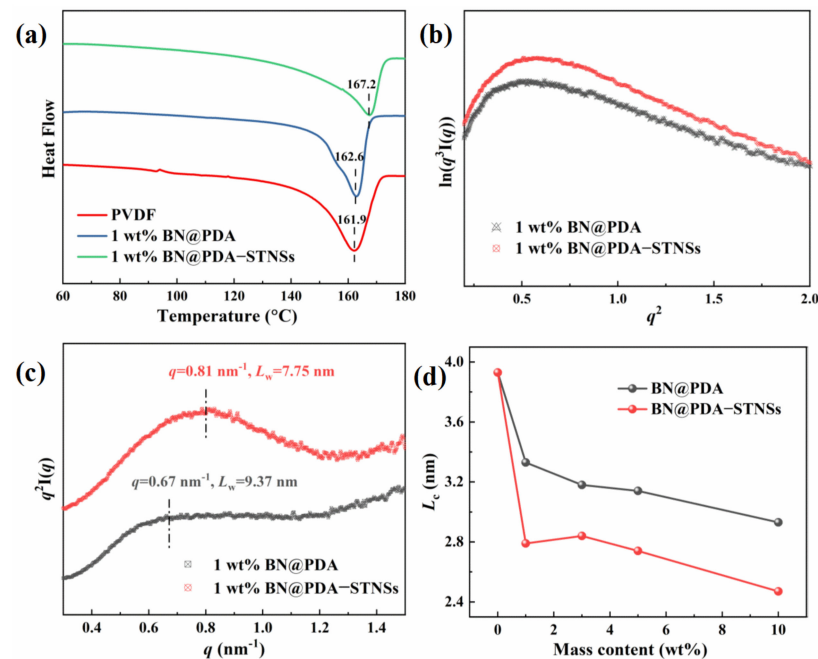 (a)
Heat Flow
167.2
162.6
161.9
PVDF
1 wt% BN@PDA
1 wt% BN@PDA−STNSs
60 80 100 120 140 160 180
Temperature (°C)
(b)
ln(q³I(q))
1 wt% BN@PDA
1 wt% BN@PDA−STNSs
0.5 1.0 1.5 2.0
q²
(c)
q²I(q)
q=0.81 nm⁻¹, Lw=7.75 nm
q=0.67 nm⁻¹, Lw=9.37 nm
1 wt% BN@PDA
1 wt% BN@PDA−STNSs
0.4 0.6 0.8 1.0 1.2 1.4
q (nm⁻¹)
(d)
Lc (nm)
4.0
3.6
3.2
2.8
2.4
BN@PDA
BN@PDA−STNSs
0 2 4 6 8 10
Mass content (wt%)